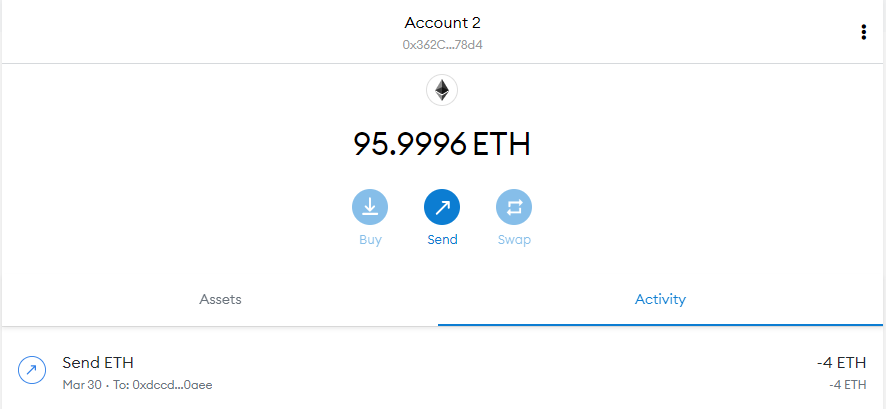 Account 2
0x362C...78d4
95.9996 ETH
Buy Send Swap
Assets Activity
Send ETH -4 ETH
Mar 30 · To: 0xdccd...0aee -4 ETH